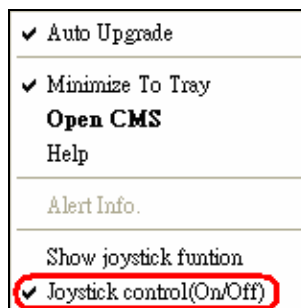 Auto Upgrade
Minimize To Tray
Open CMS
Help
Alert Info.
Show joystick funtion
Joystick control(On/Off)